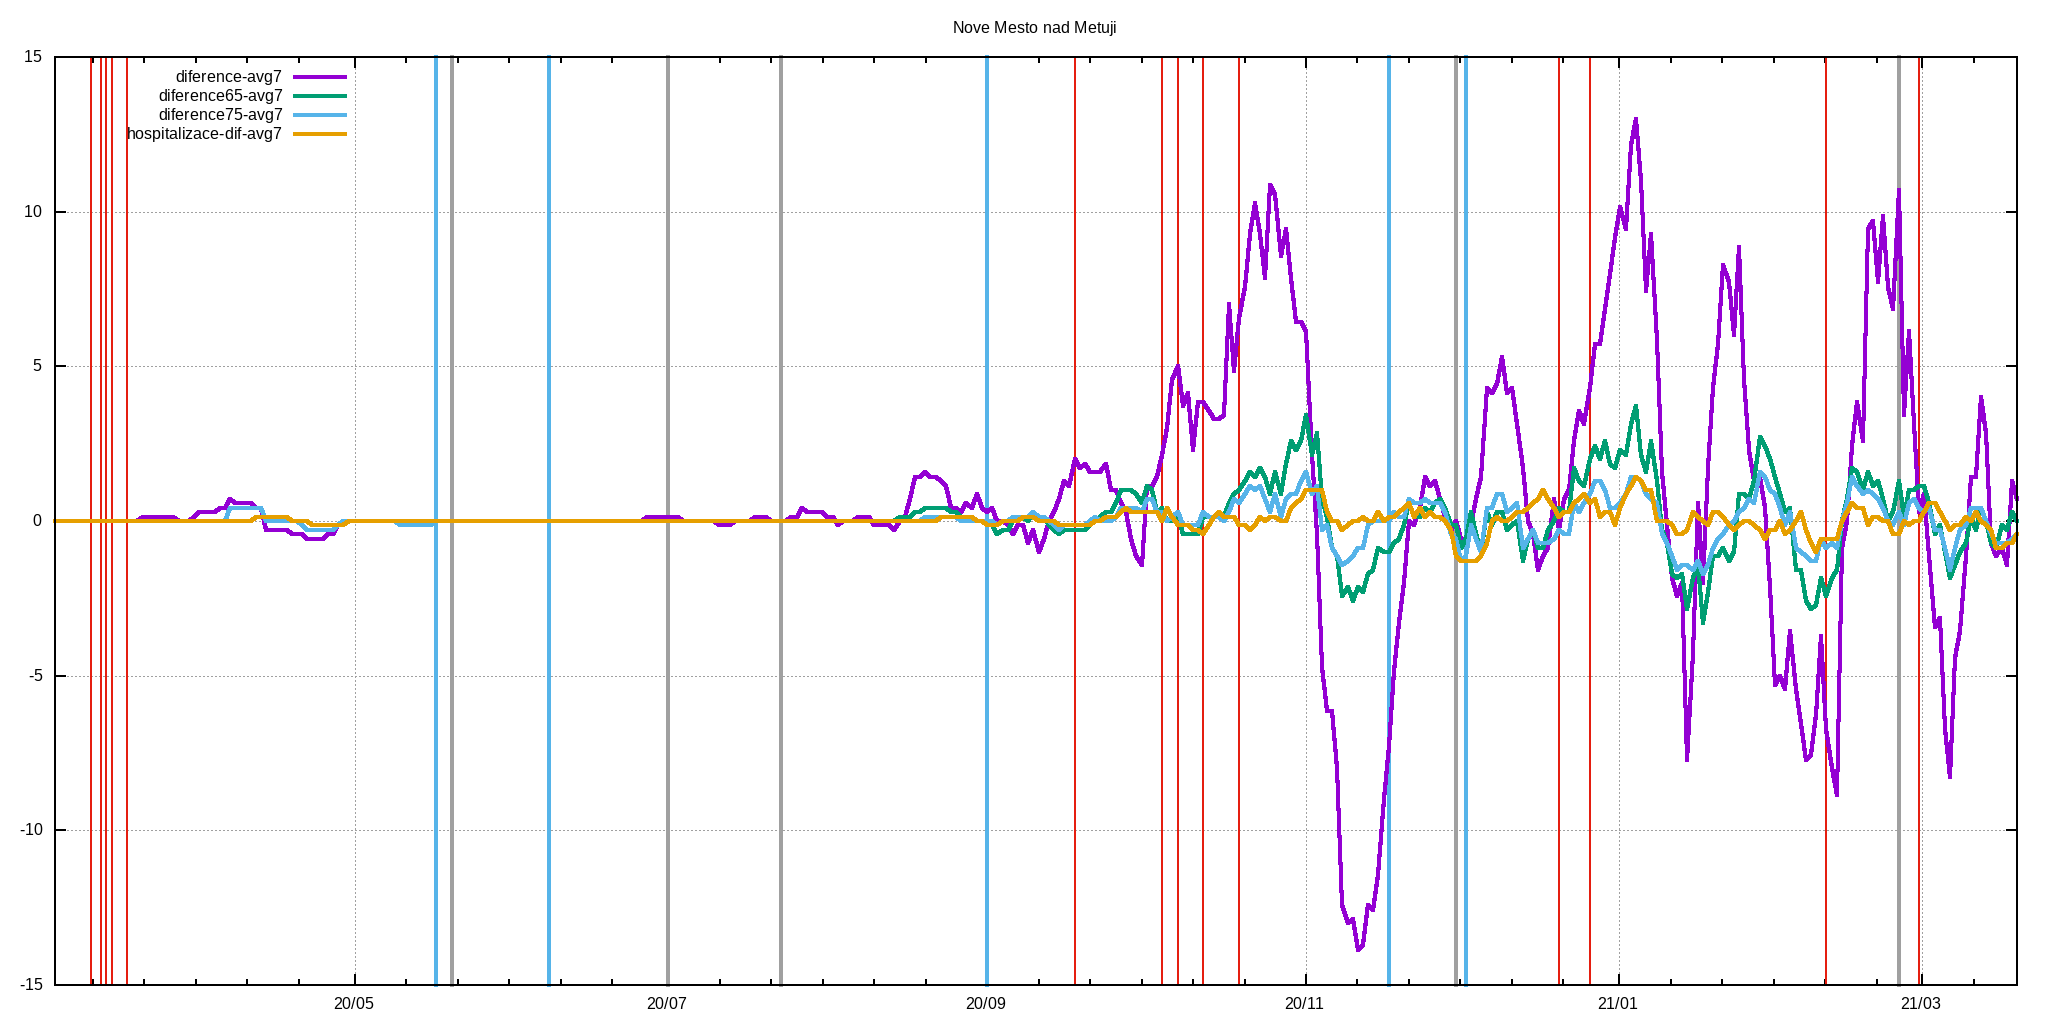 Nove Mesto nad Metuji
15
diference-avg7
diference65-avg7
diference75-avg7
hospitalizace-dif-avg7
10
5
0
-5
-10
-15
20/05
20/07
20/09
20/11
21/01
21/03